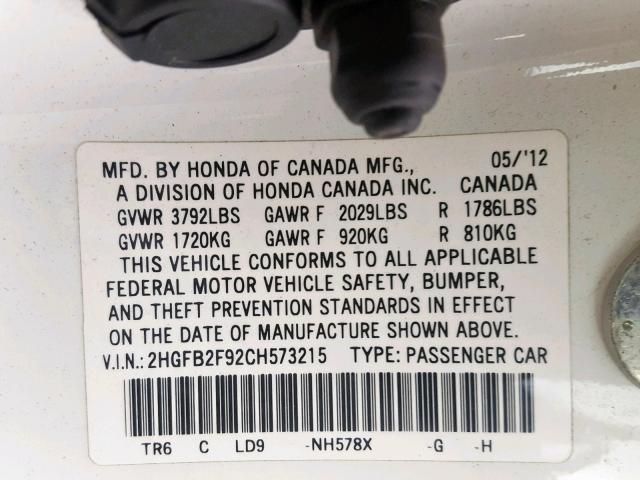 MFD. BY HONDA OF CANADA MFG., 05/'12
A DIVISION OF HONDA CANADA INC. CANADA
GVWR 3792LBS GAWR F 2029LBS R 1786LBS
GVWR 1720KG GAWR F 920KG R 810KG
THIS VEHICLE CONFORMS TO ALL APPLICABLE
FEDERAL MOTOR VEHICLE SAFETY, BUMPER,
AND THEFT PREVENTION STANDARDS IN EFFECT
ON THE DATE OF MANUFACTURE SHOWN ABOVE.
V.I.N.: 2HGFB2F92CH573215 TYPE: PASSENGER CAR
TR6 C LD9 -NH578X -G -H